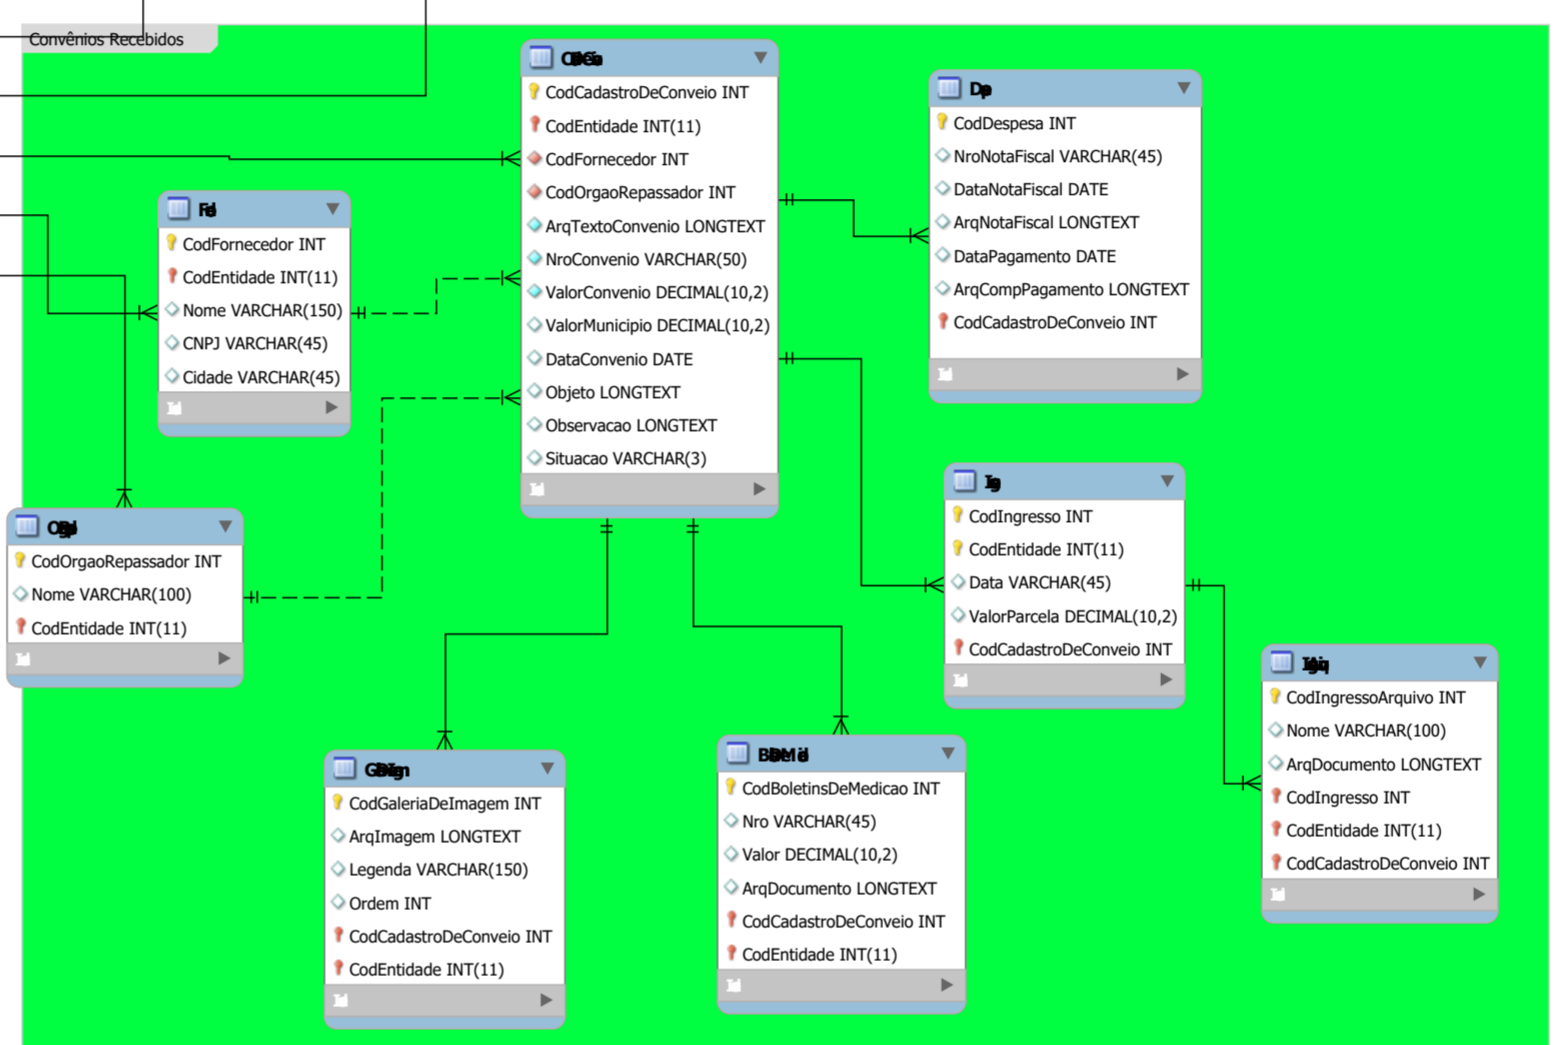 Convênios Recebidos
CodCadastroDeConveio INT
CodEntidade INT(11)
CodFornecedor INT
CodOrgaoRepassador INT
ArqTextoConvenio LONGTEXT
NroConvenio VARCHAR(50)
ValorConvenio DECIMAL(10,2)
ValorMunicipio DECIMAL(10,2)
DataConvenio DATE
Objeto LONGTEXT
Observacao LONGTEXT
Situacao VARCHAR(3)
CodDespesa INT
NroNotaFiscal VARCHAR(45)
DataNotaFiscal DATE
ArqNotaFiscal LONGTEXT
DataPagamento DATE
ArqCompPagamento LONGTEXT
CodCadastroDeConveio INT
CodFornecedor INT
CodEntidade INT(11)
Nome VARCHAR(150)
CNPJ VARCHAR(45)
Cidade VARCHAR(45)
CodOrgaoRepassador INT
Nome VARCHAR(100)
CodEntidade INT(11)
CodIngresso INT
CodEntidade INT(11)
Data VARCHAR(45)
ValorParcela DECIMAL(10,2)
CodCadastroDeConveio INT
CodIngressoArquivo INT
Nome VARCHAR(100)
ArqDocumento LONGTEXT
CodIngresso INT
CodEntidade INT(11)
CodCadastroDeConveio INT
CodGaleriaDeImagem INT
ArqImagem LONGTEXT
Legenda VARCHAR(150)
Ordem INT
CodCadastroDeConveio INT
CodEntidade INT(11)
CodBoletinsDeMedicao INT
Nro VARCHAR(45)
Valor DECIMAL(10,2)
ArqDocumento LONGTEXT
CodCadastroDeConveio INT
CodEntidade INT(11)